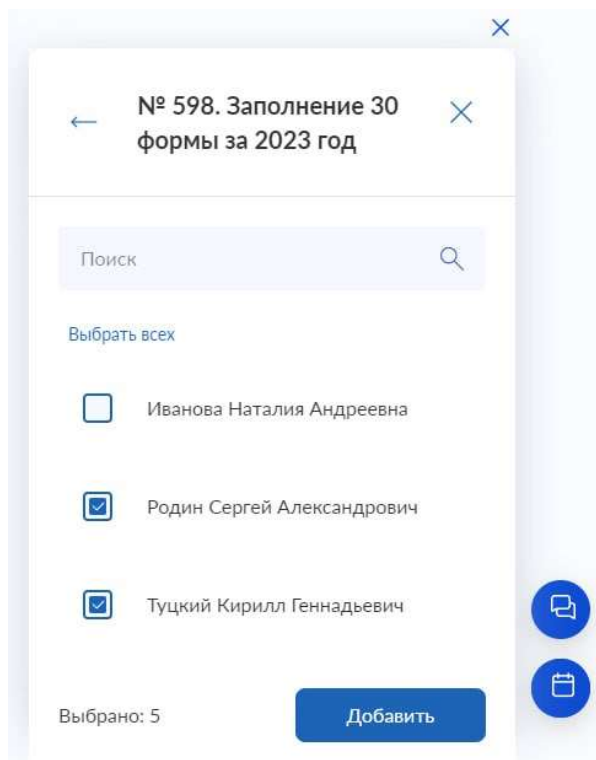 № 598. Заполнение 30
формы за 2023 год
Поиск
Выбрать всех
Иванова Наталия Андреевна
Родин Сергей Александрович
Туцкий Кирилл Геннадьевич
Выбрано: 5
Добавить